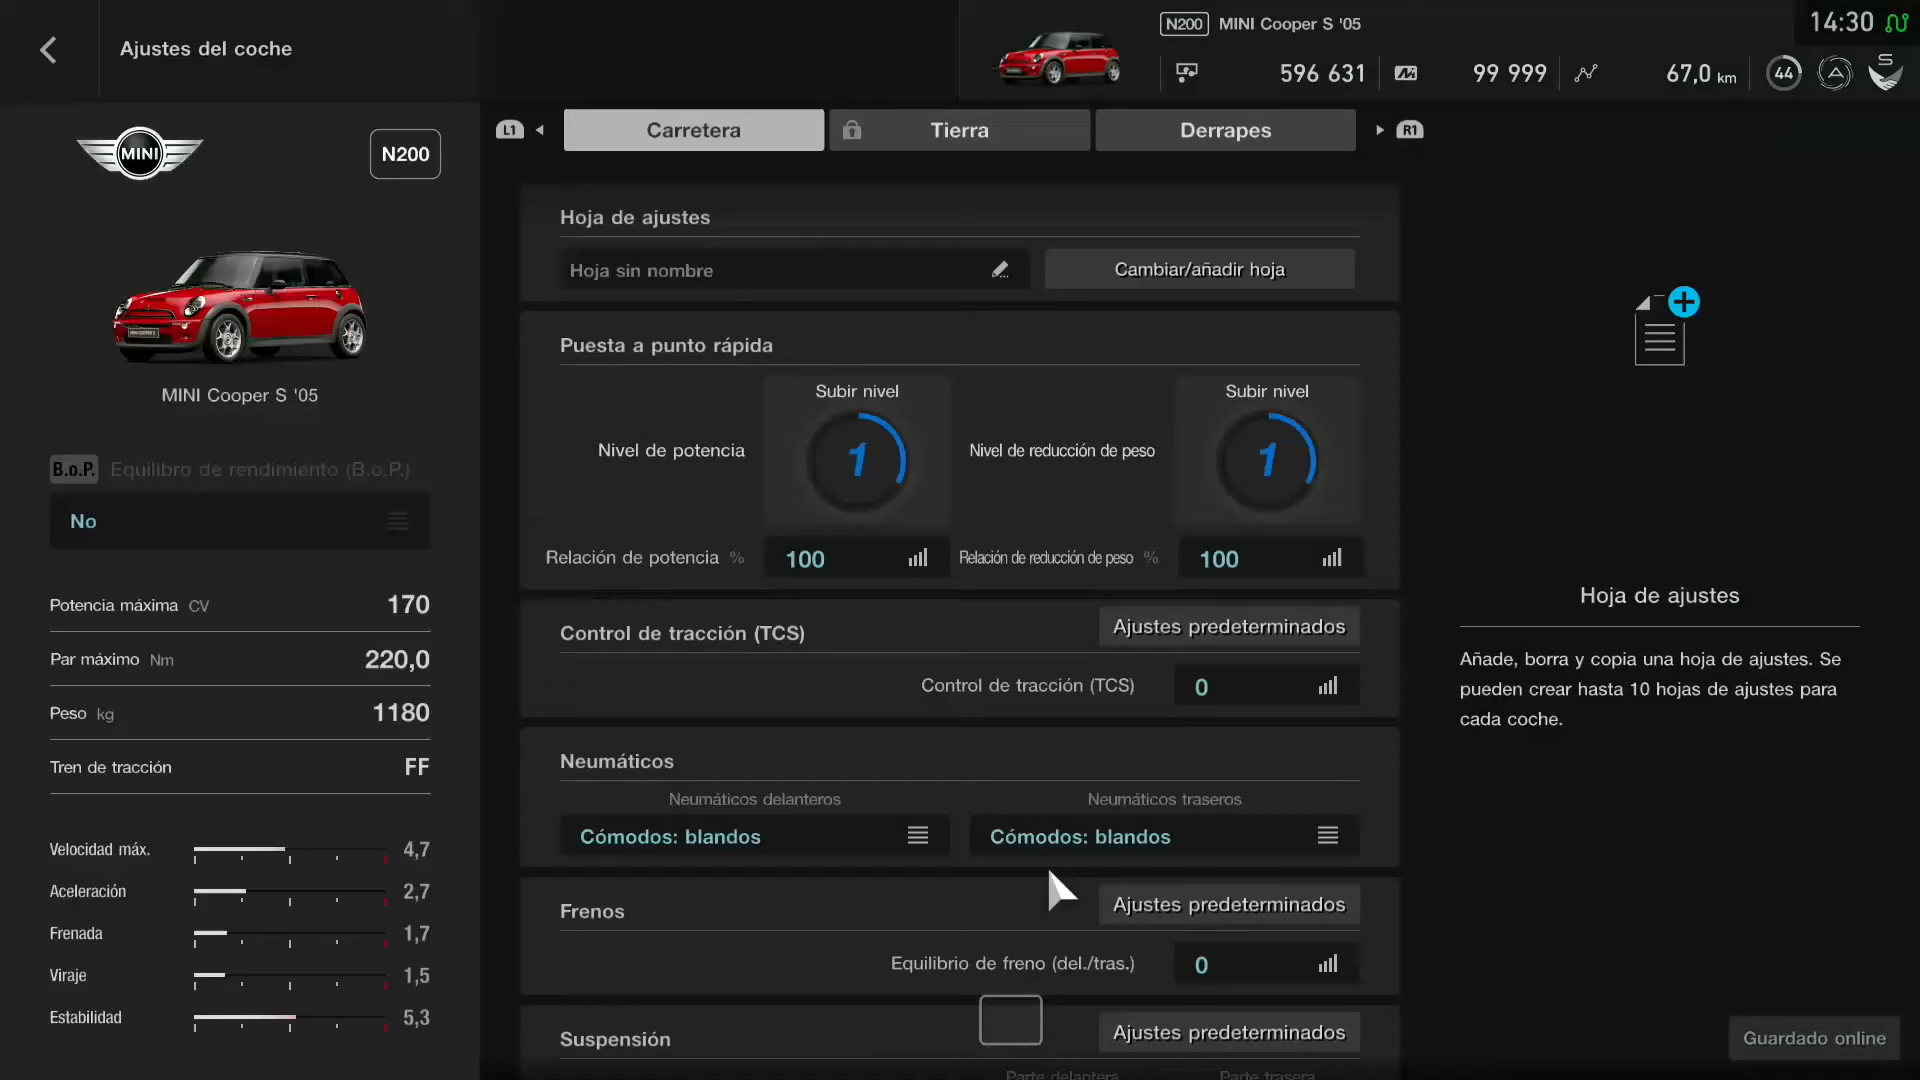 Ajustes del coche
N200 MINI Cooper S '05
14:30
596 631
99 999
67,0 km
44
S
MINI
N200
L1
Carretera
Tierra
Derrapes
R1
MINI Cooper S '05
B.o.P. Equilibro de rendimiento (B.o.P.)
No
Potencia máxima CV 170
Par máximo Nm 220,0
Peso kg 1180
Tren de tracción FF
Velocidad máx. 4,7
Aceleración 2,7
Frenada 1,7
Viraje 1,5
Estabilidad 5,3
Hoja de ajustes
Hoja sin nombre
Cambiar/añadir hoja
Puesta a punto rápida
Nivel de potencia
Subir nivel
1
Nivel de reducción de peso
Subir nivel
1
Relación de potencia % 100
Relación de reducción de peso % 100
Control de tracción (TCS)
Ajustes predeterminados
Control de tracción (TCS) 0
Neumáticos
Neumáticos delanteros
Neumáticos traseros
Cómodos: blandos
Cómodos: blandos
Frenos
Ajustes predeterminados
Equilibrio de freno (del./tras.) 0
Suspensión
Ajustes predeterminados
Parte delantera
Parte trasera
Hoja de ajustes
Añade, borra y copia una hoja de ajustes. Se
pueden crear hasta 10 hojas de ajustes para
cada coche.
Guardado online